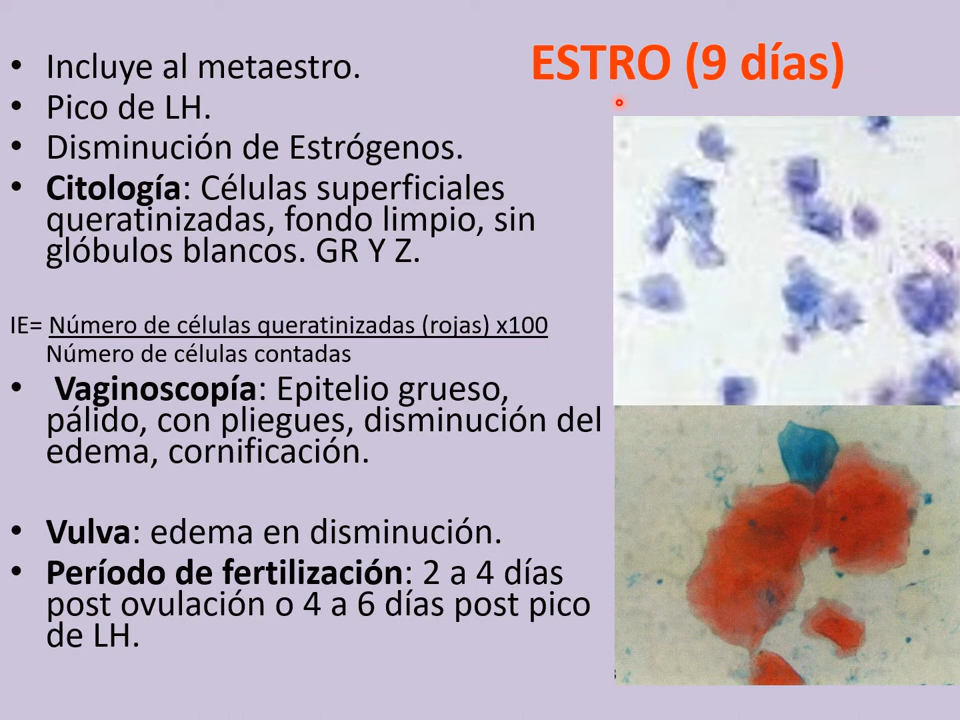 ESTRO (9 días)
• Incluye al metaestro.
• Pico de LH.
• Disminución de Estrógenos.
• Citología: Células superficiales
queratinizadas, fondo limpio, sin
glóbulos blancos. GR Y Z.
IE= Número de células queratinizadas (rojas) x100
Número de células contadas
• Vaginoscopía: Epitelio grueso,
pálido, con pliegues, disminución del
edema, cornificación.
• Vulva: edema en disminución.
• Período de fertilización: 2 a 4 días
post ovulación o 4 a 6 días post pico
de LH.